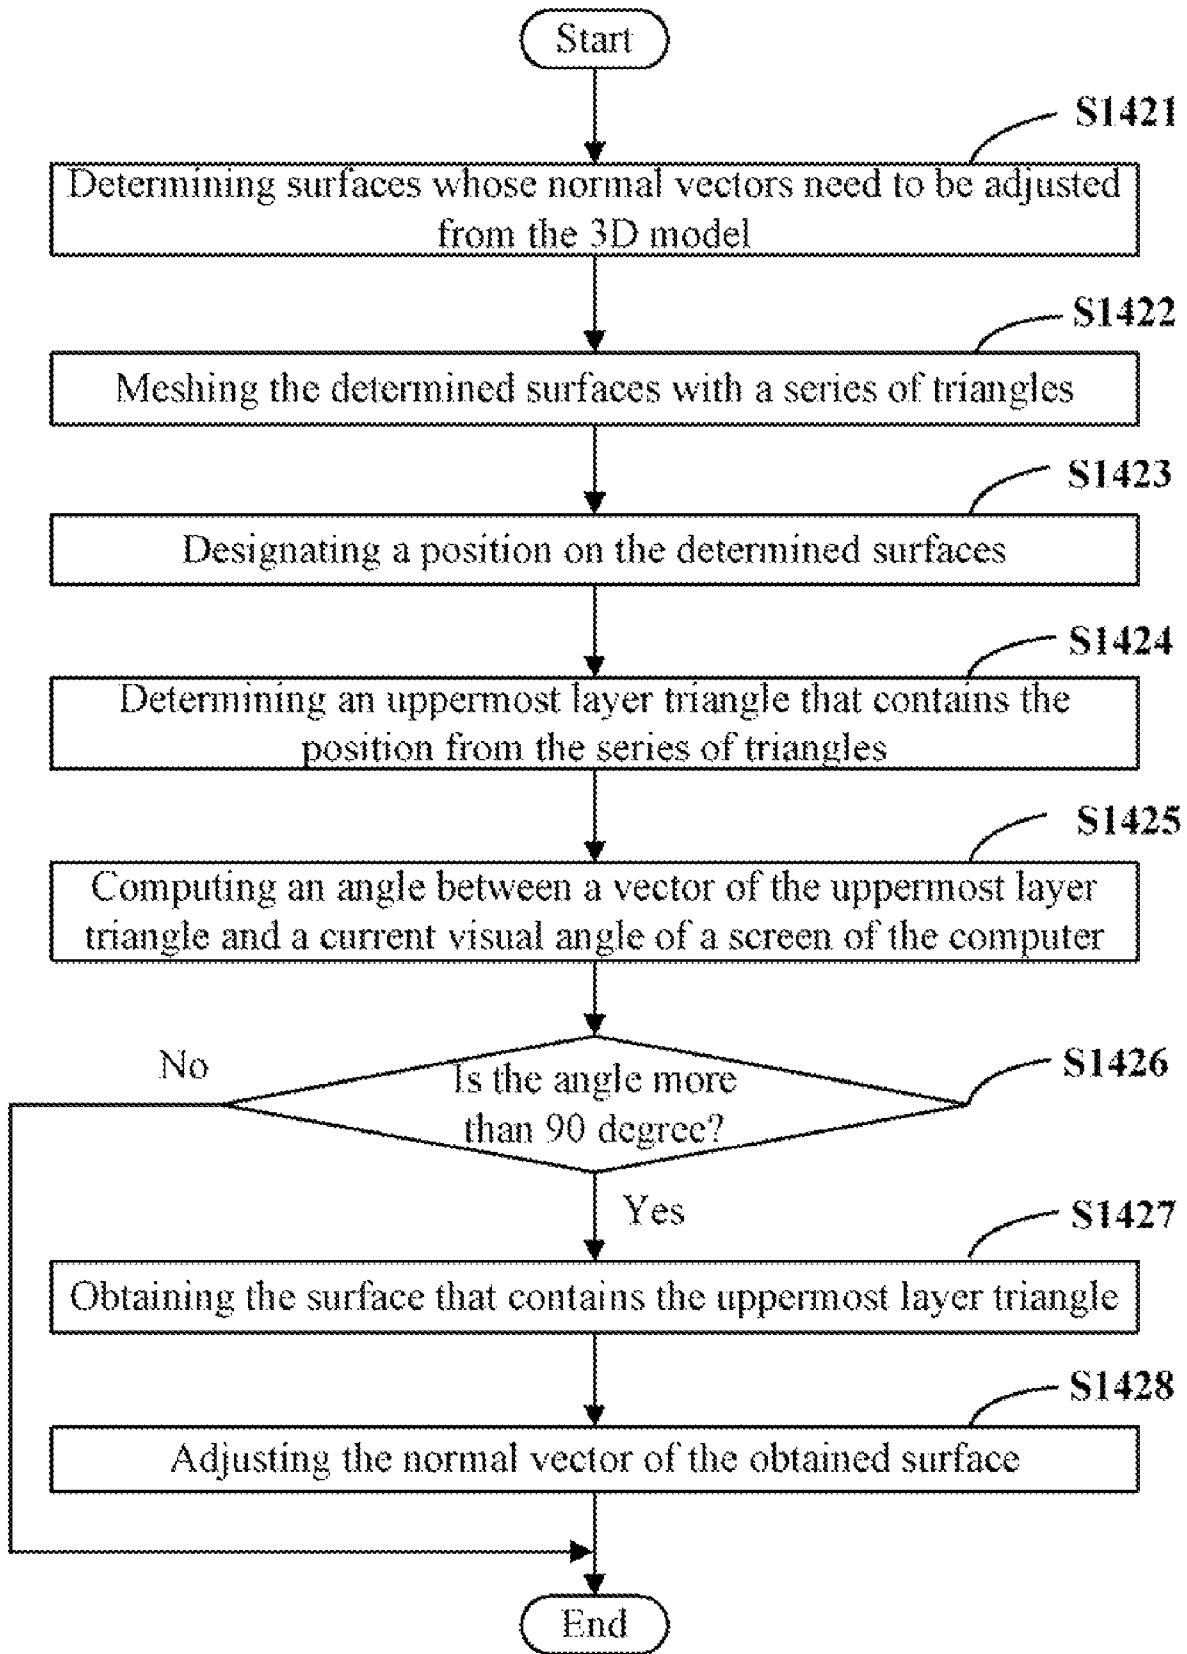 Start
S1421
Determining surfaces whose normal vectors need to be adjusted
from the 3D model
S1422
Meshing the determined surfaces with a series of triangles
S1423
Designating a position on the determined surfaces
S1424
Determining an uppermost layer triangle that contains the
position from the series of triangles
S1425
Computing an angle between a vector of the uppermost layer
triangle and a current visual angle of a screen of the computer
No
S1426
Is the angle more
than 90 degree?
Yes
S1427
Obtaining the surface that contains the uppermost layer triangle
S1428
Adjusting the normal vector of the obtained surface
End